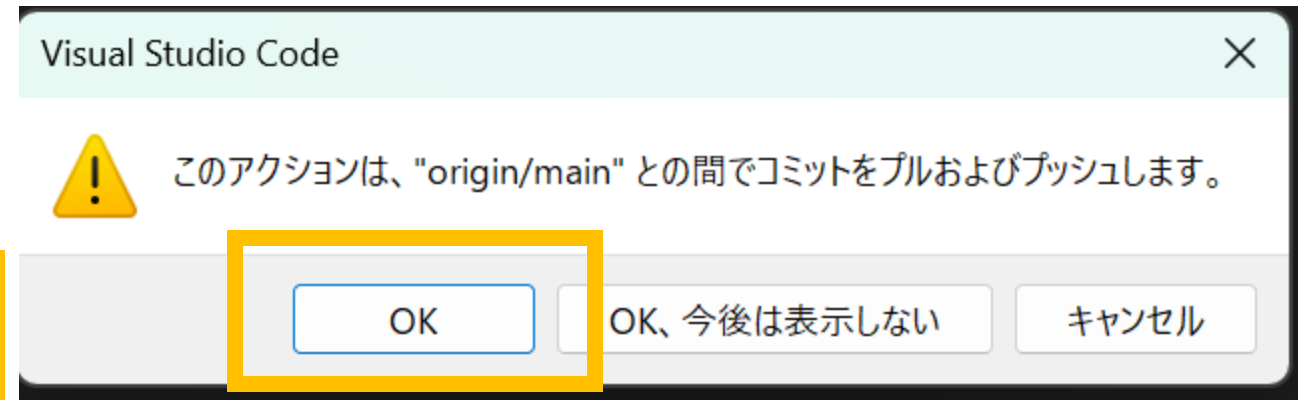 Visual Studio Code
このアクションは、"origin/main" との間でコミットをプルおよびプッシュします。
OK
OK、今後は表示しない
キャンセル